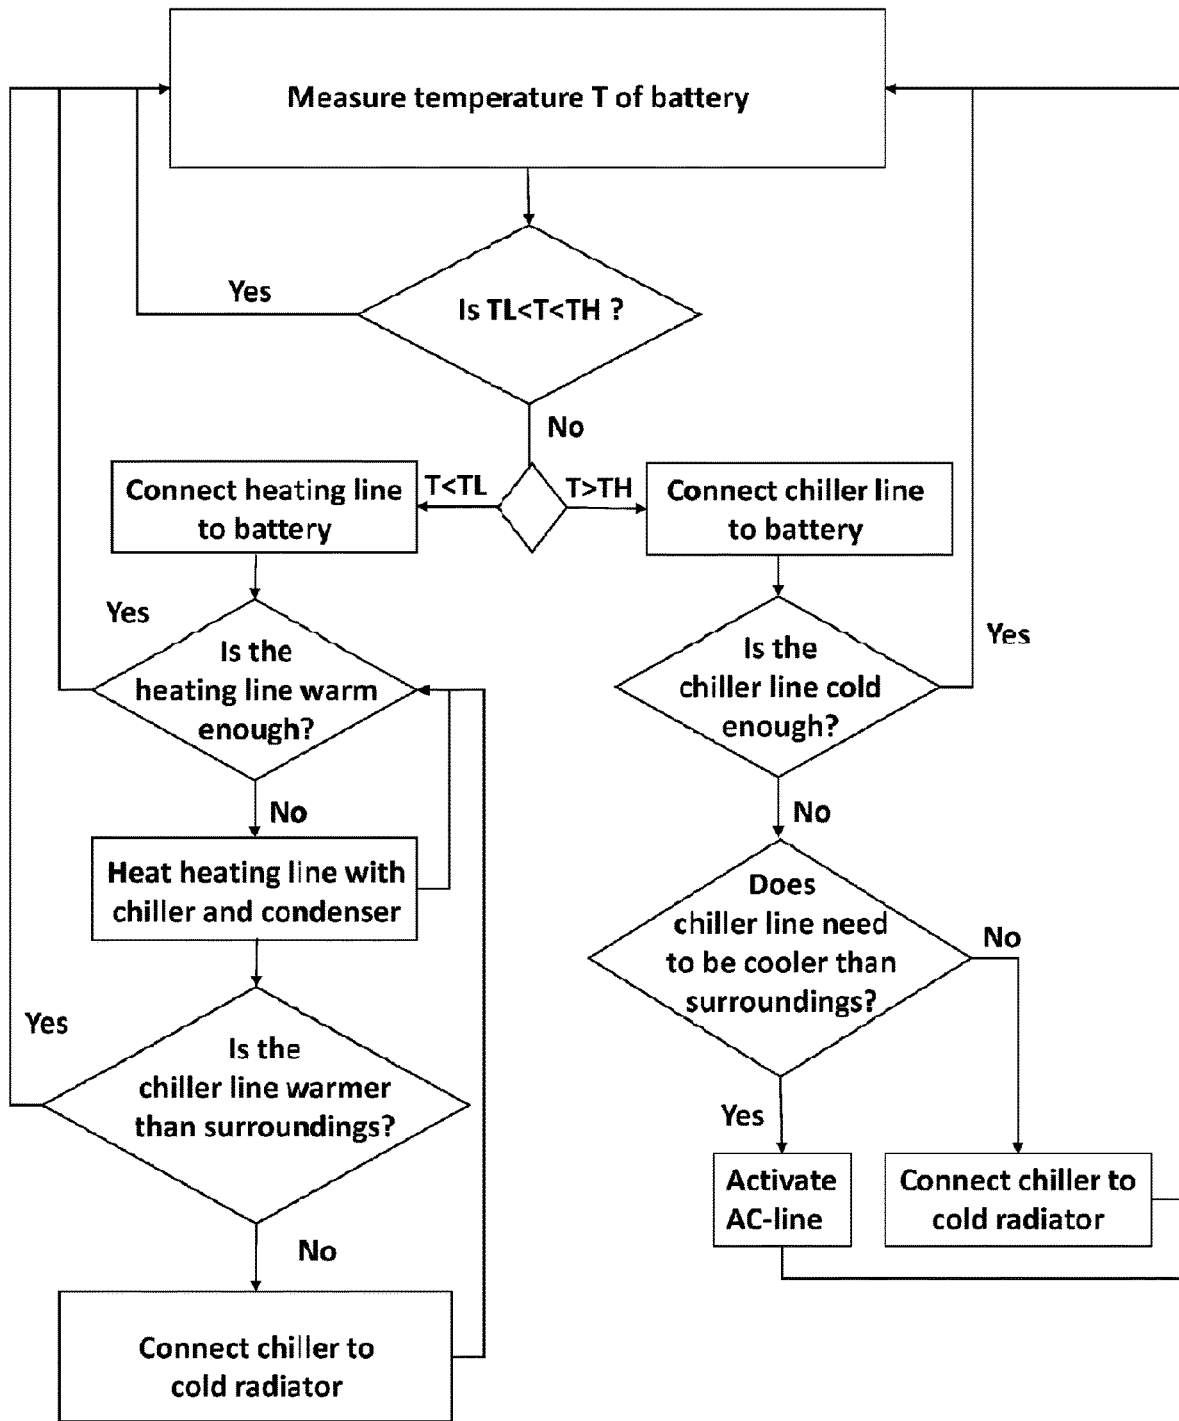 Measure temperature T of battery
Yes
Is TL<T<TH ?
No
Connect heating line
to battery
T<TL
T>TH
Connect chiller line
to battery
Yes
Is the
heating line warm
enough?
Is the
chiller line cold
enough?
Yes
No
No
Heat heating line with
chiller and condenser
Does
chiller line need
to be cooler than
surroundings?
No
Yes
Is the
chiller line warmer
than surroundings?
Yes
Activate
AC-line
Connect chiller to
cold radiator
No
Connect chiller to
cold radiator